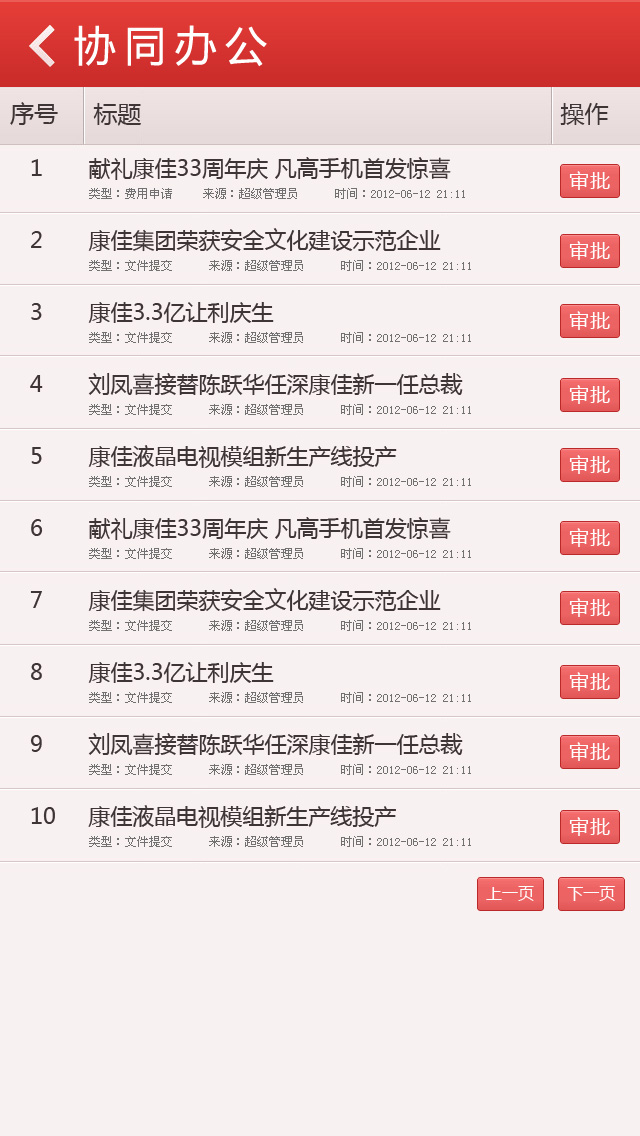 协同办公
序号 标题 操作
1 献礼康佳33周年庆 凡高手机首发惊喜 审批
类型：费用申请 来源：超级管理员 时间：2012-06-12 21:11
2 康佳集团荣获安全文化建设示范企业 审批
类型：文件提交 来源：超级管理员 时间：2012-06-12 21:11
3 康佳3.3亿让利庆生 审批
类型：文件提交 来源：超级管理员 时间：2012-06-12 21:11
4 刘凤喜接替陈跃华任深康佳新一任总裁 审批
类型：文件提交 来源：超级管理员 时间：2012-06-12 21:11
5 康佳液晶电视模组新生产线投产 审批
类型：文件提交 来源：超级管理员 时间：2012-06-12 21:11
6 献礼康佳33周年庆 凡高手机首发惊喜 审批
类型：文件提交 来源：超级管理员 时间：2012-06-12 21:11
7 康佳集团荣获安全文化建设示范企业 审批
类型：文件提交 来源：超级管理员 时间：2012-06-12 21:11
8 康佳3.3亿让利庆生 审批
类型：文件提交 来源：超级管理员 时间：2012-06-12 21:11
9 刘凤喜接替陈跃华任深康佳新一任总裁 审批
类型：文件提交 来源：超级管理员 时间：2012-06-12 21:11
10 康佳液晶电视模组新生产线投产 审批
类型：文件提交 来源：超级管理员 时间：2012-06-12 21:11
上一页 下一页